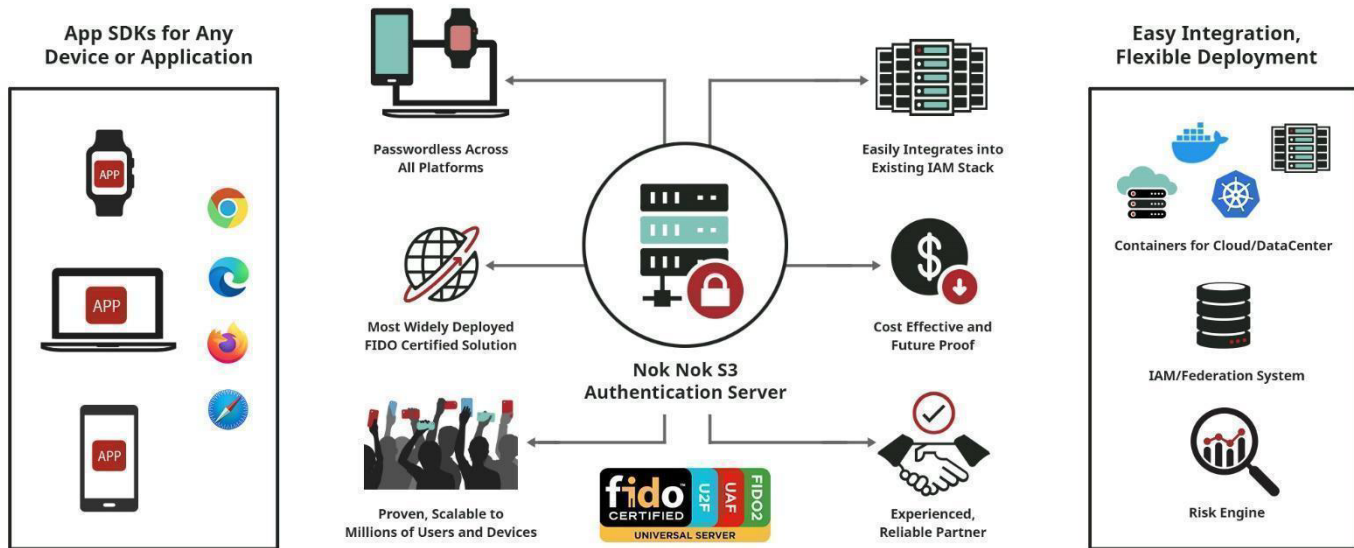 App SDKs for Any
Device or Application
APP
APP
APP
Passwordless Across
All Platforms
Most Widely Deployed
FIDO Certified Solution
Proven, Scalable to
Millions of Users and Devices
Nok Nok S3
Authentication Server
fido™
CERTIFIED
U2F
UAF
FIDO2
UNIVERSAL SERVER
Easily Integrates into
Existing IAM Stack
$
Cost Effective and
Future Proof
Experienced,
Reliable Partner
Easy Integration,
Flexible Deployment
Containers for Cloud/DataCenter
IAM/Federation System
Risk Engine